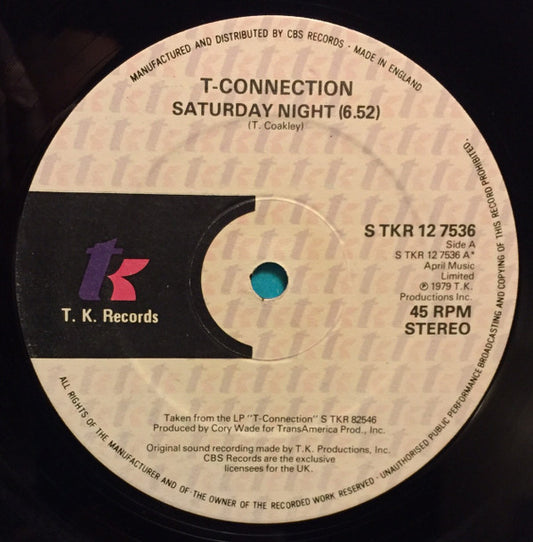 MANUFACTURED AND DISTRIBUTED BY CBS RECORDS · MADE IN ENGLAND
T-CONNECTION
SATURDAY NIGHT (6.52)
(T. Coakley)
S TKR 12 7536
Side A
S TKR 12 7536 A*
April Music
Limited
℗ 1979 T.K.
Productions Inc.
45 RPM
STEREO
tk
T. K. Records
Taken from the LP "T-Connection" S TKR 82546
Produced by Cory Wade for TransAmerica Prod., Inc.
Original sound recording made by T.K. Productions, Inc.
CBS Records are the exclusive
licensees for the UK.
ALL RIGHTS OF THE MANUFACTURER AND OF THE OWNER OF THE RECORDED WORK RESERVED · UNAUTHORISED PUBLIC PERFORMANCE BROADCASTING AND COPYING OF THIS RECORD PROHIBITED.